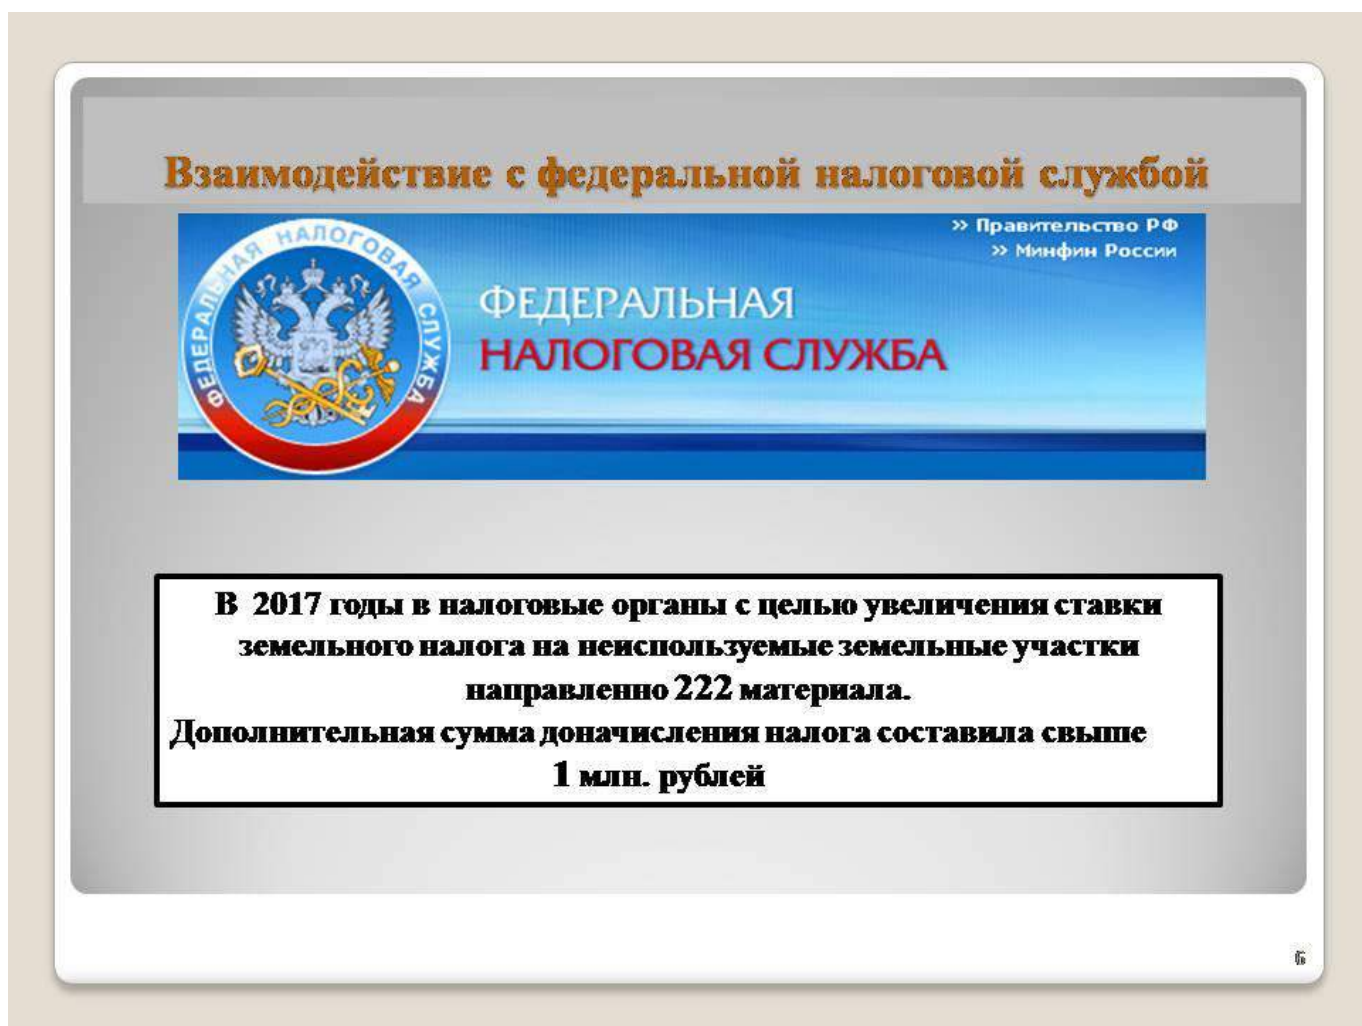 Взаимодействие с федеральной налоговой службой
>> Правительство РФ
>> Минфин России
ФЕДЕРАЛЬНАЯ НАЛОГОВАЯ СЛУЖБА
ФЕДЕРАЛЬНАЯ
НАЛОГОВАЯ СЛУЖБА
В 2017 годы в налоговые органы с целью увеличения ставки
земельного налога на неиспользуемые земельные участки
направленно 222 материала.
Дополнительная сумма доначисления налога составила свыше
1 млн. рублей